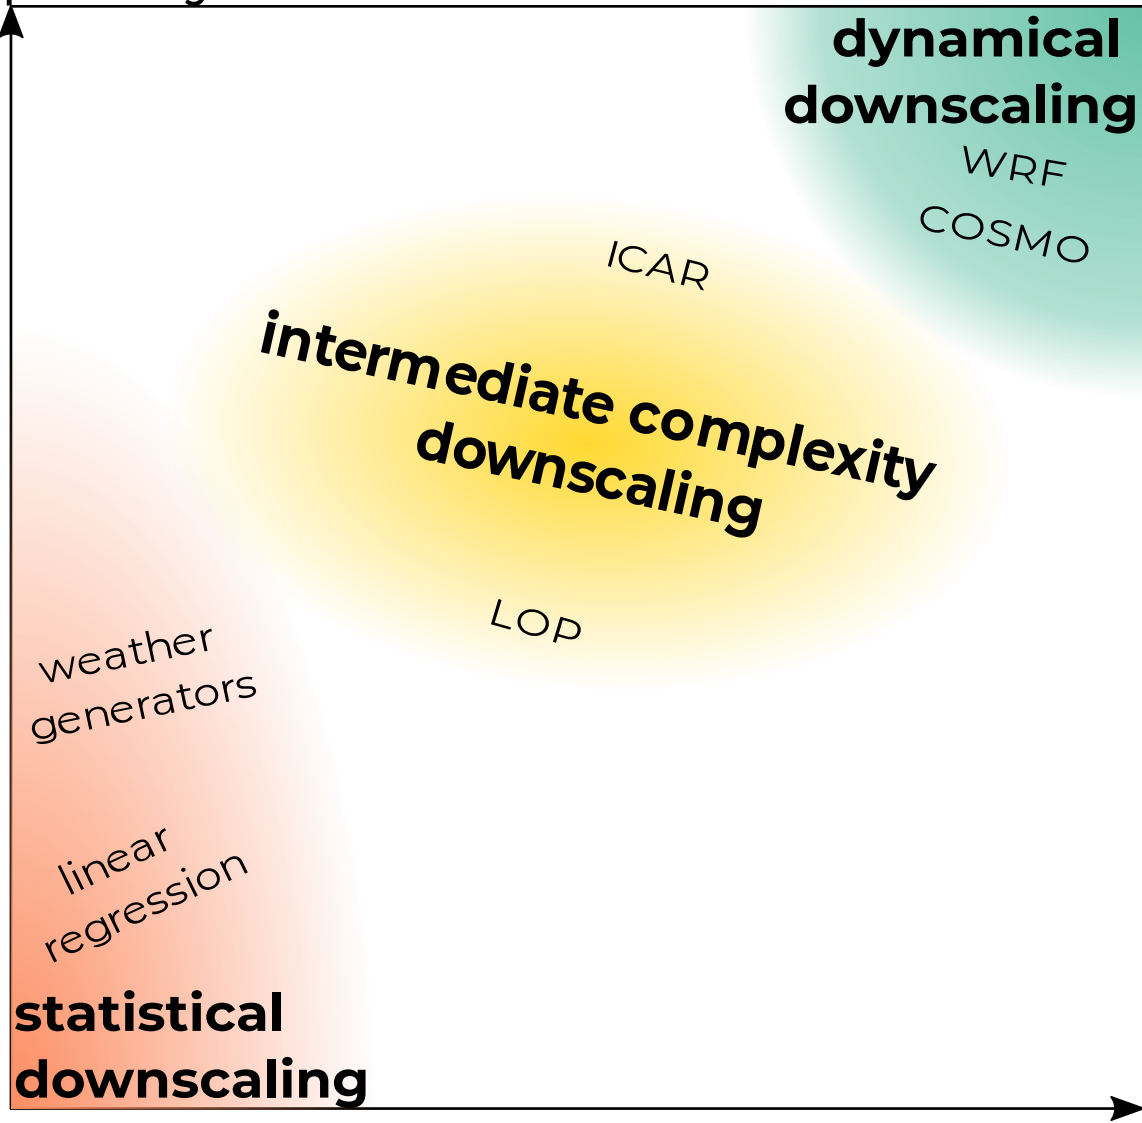 dynamical
downscaling
WRF
COSMO
ICAR
intermediate complexity
downscaling
LOP
weather
generators
linear
regression
statistical
downscaling